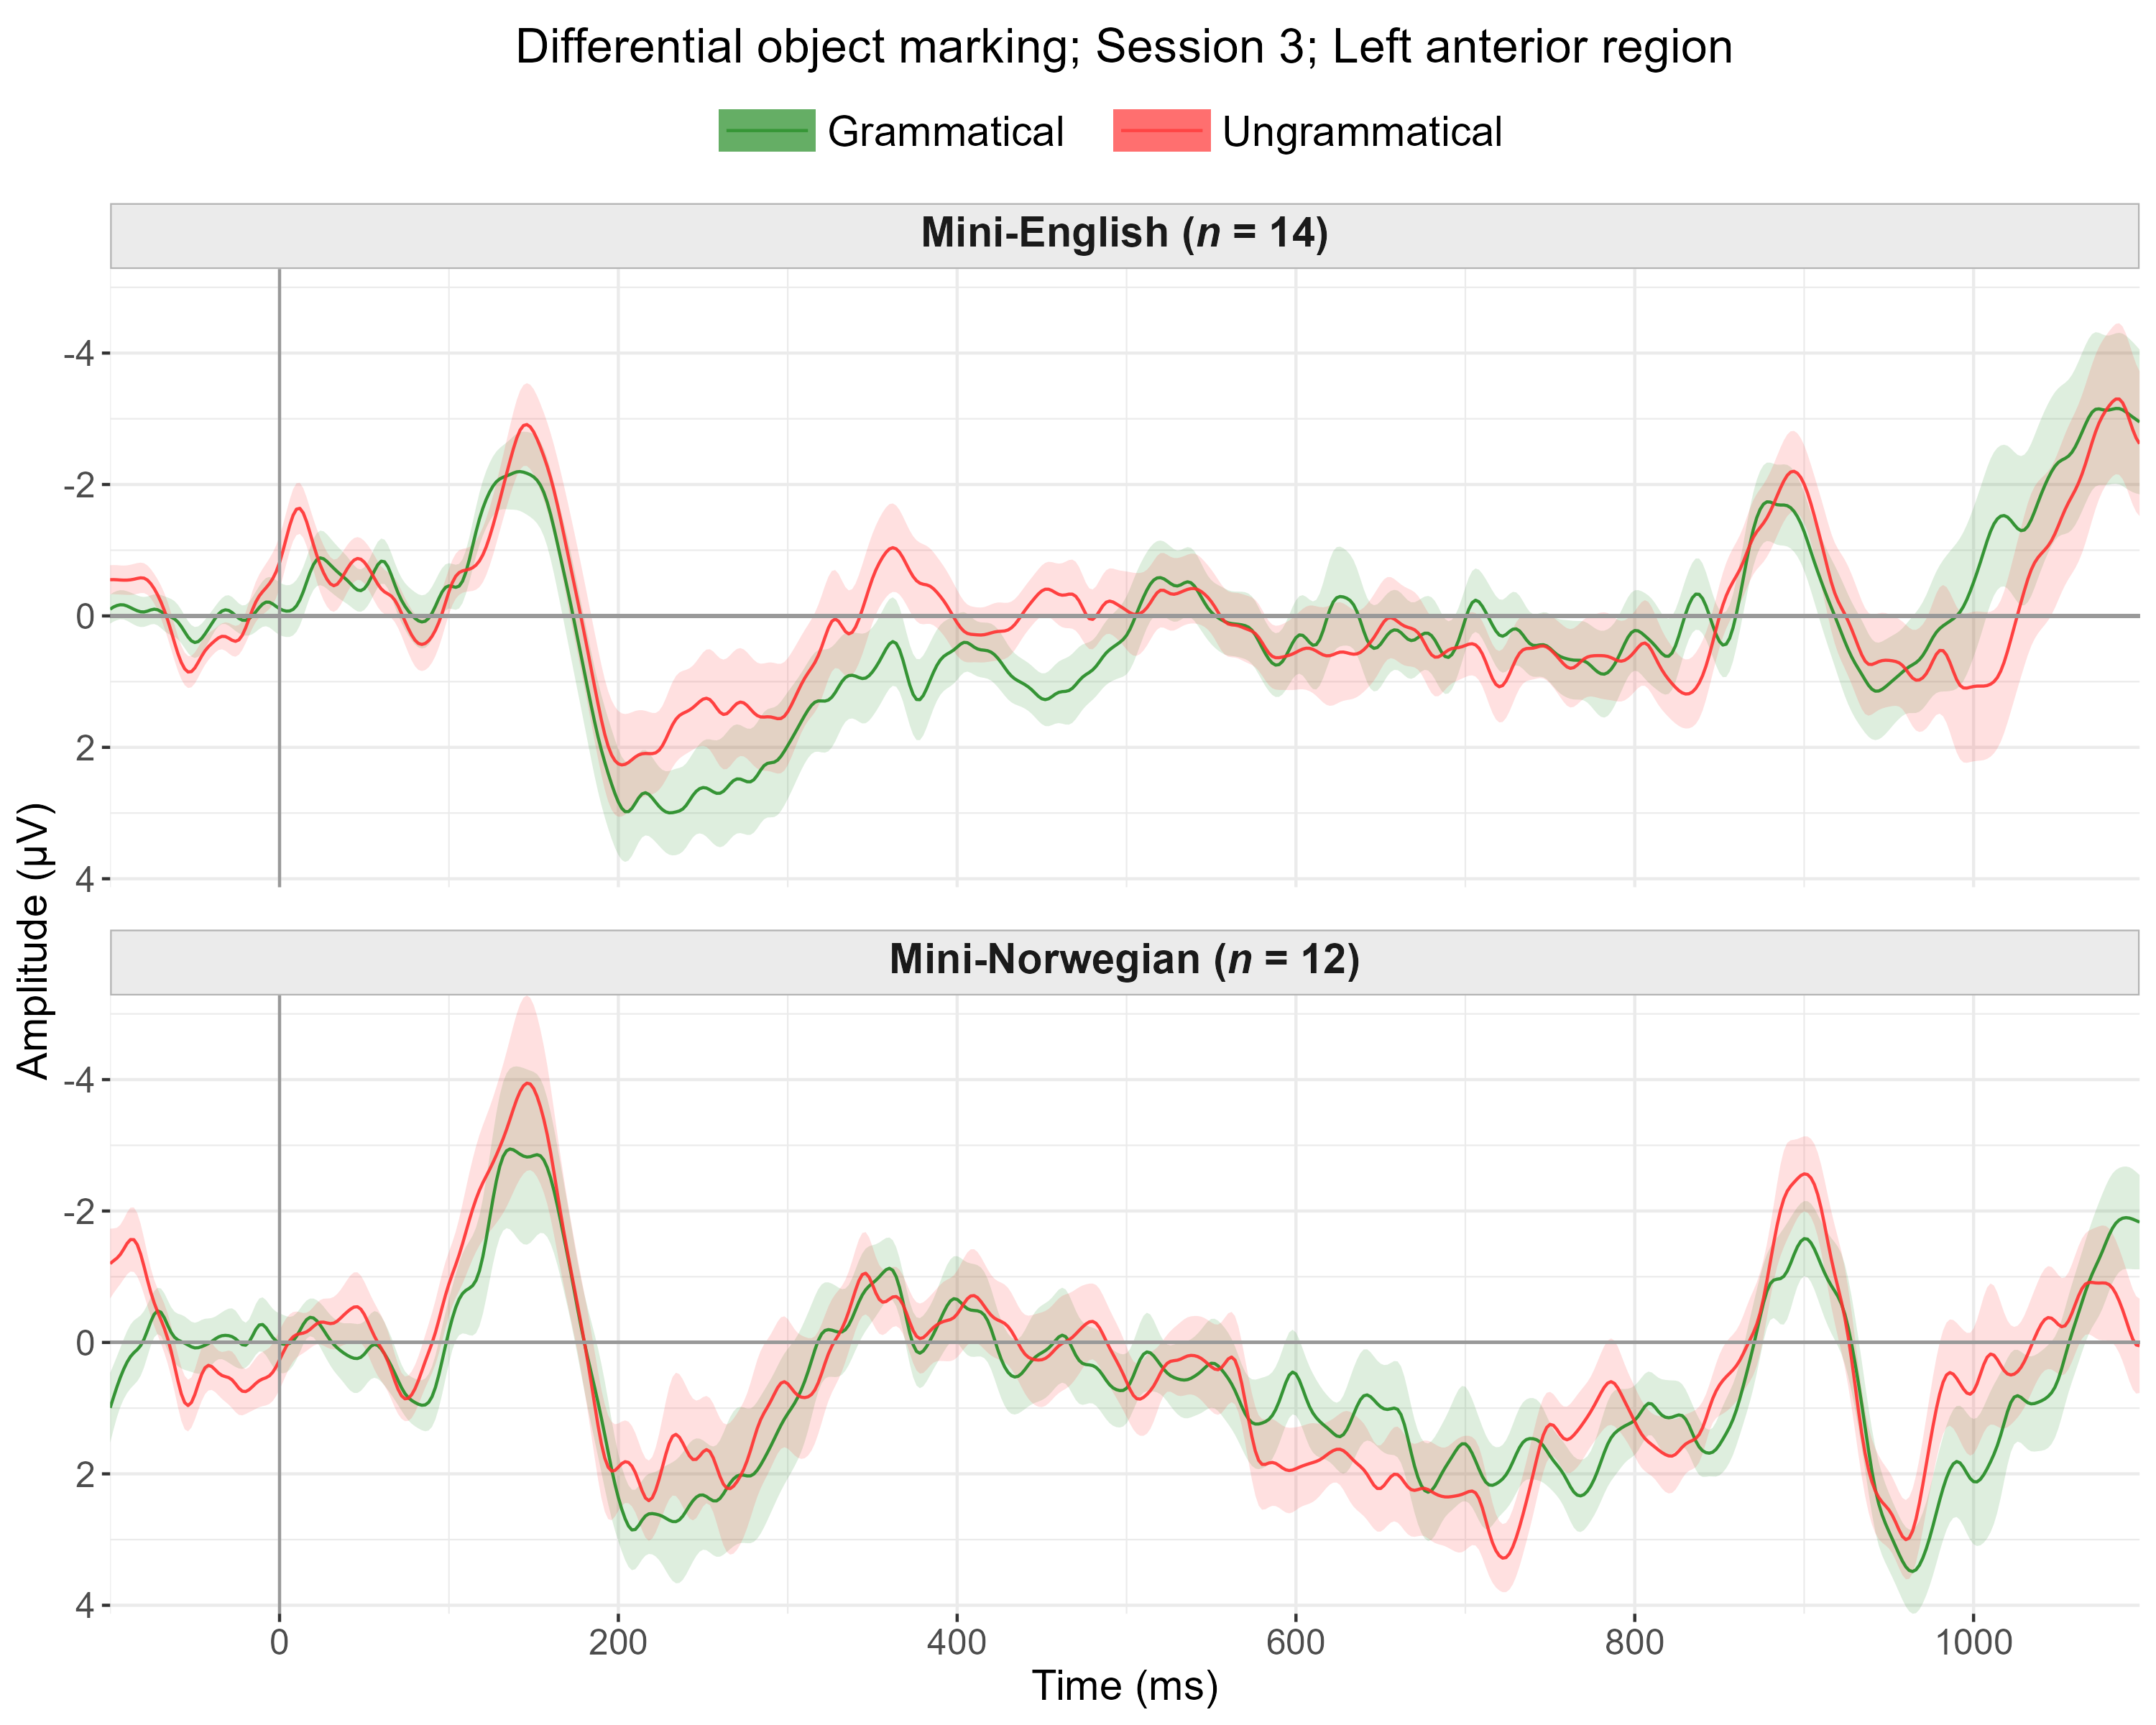 Differential object marking; Session 3; Left anterior region
Grammatical Ungrammatical
Mini-English (n = 14)
-4
-2
0
2
4
Amplitude (µV)
Mini-Norwegian (n = 12)
-4
-2
0
2
4
0 200 400 600 800 1000
Time (ms)